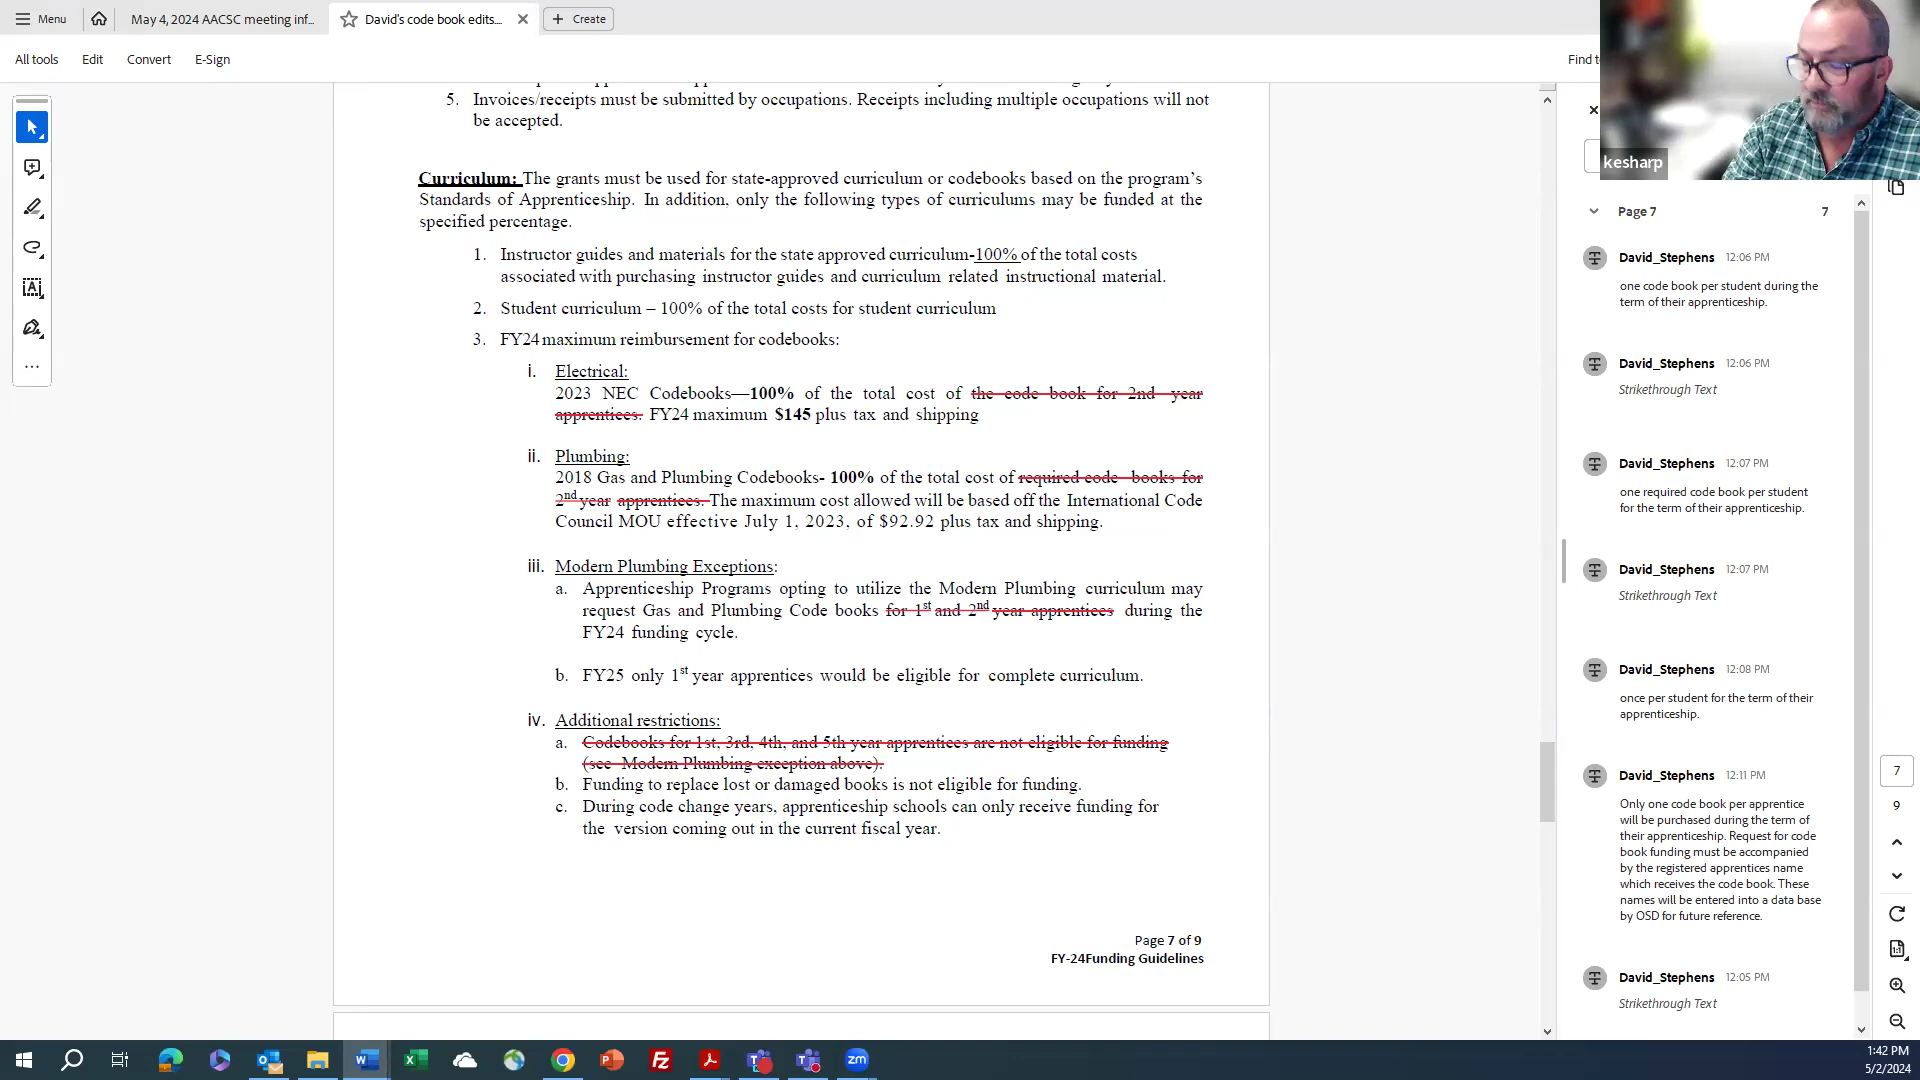 Menu
May 4, 2024 AACSC meeting inf...
David's code book edits...
Create
All tools
Edit
Convert
E-Sign
Find
5. Invoices/receipts must be submitted by occupations. Receipts including multiple occupations will not
be accepted.
Curriculum: The grants must be used for state-approved curriculum or codebooks based on the program's
Standards of Apprenticeship. In addition, only the following types of curriculums may be funded at the
specified percentage.
1. Instructor guides and materials for the state approved curriculum-100% of the total costs
associated with purchasing instructor guides and curriculum related instructional material.
2. Student curriculum – 100% of the total costs for student curriculum
3. FY24 maximum reimbursement for codebooks:
i. Electrical:
2023 NEC Codebooks—100% of the total cost of the code book for 2nd year
apprentices. FY24 maximum $145 plus tax and shipping
ii. Plumbing:
2018 Gas and Plumbing Codebooks- 100% of the total cost of required code books for
2nd year apprentices. The maximum cost allowed will be based off the International Code
Council MOU effective July 1, 2023, of $92.92 plus tax and shipping.
iii. Modern Plumbing Exceptions:
a. Apprenticeship Programs opting to utilize the Modern Plumbing curriculum may
request Gas and Plumbing Code books for 1st and 2nd year apprentices during the
FY24 funding cycle.
b. FY25 only 1st year apprentices would be eligible for complete curriculum.
iv. Additional restrictions:
a. Codebooks for 1st, 3rd, 4th, and 5th year apprentices are not eligible for funding
(see Modern Plumbing exception above).
b. Funding to replace lost or damaged books is not eligible for funding.
c. During code change years, apprenticeship schools can only receive funding for
the version coming out in the current fiscal year.
Page 7 of 9
FY-24Funding Guidelines
kesharp
Page 7 7
David_Stephens 12:06 PM
one code book per student during the
term of their apprenticeship.
David_Stephens 12:06 PM
Strikethrough Text
David_Stephens 12:07 PM
one required code book per student
for the term of their apprenticeship.
David_Stephens 12:07 PM
Strikethrough Text
David_Stephens 12:08 PM
once per student for the term of their
apprenticeship.
David_Stephens 12:11 PM
Only one code book per apprentice
will be purchased during the term of
their apprenticeship. Request for code
book funding must be accompanied
by the registered apprentices name
which receives the code book. These
names will be entered into a data base
by OSD for future reference.
David_Stephens 12:05 PM
Strikethrough Text
7
9
1:42 PM
5/2/2024